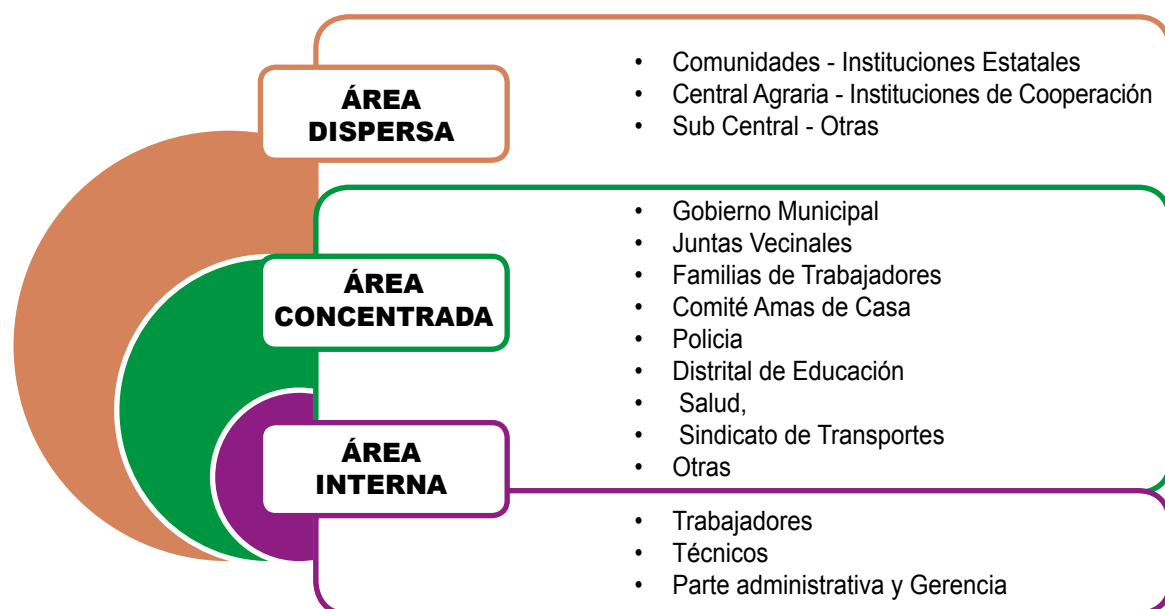 ÁREA
DISPERSA
• Comunidades - Instituciones Estatales
• Central Agraria - Instituciones de Cooperación
• Sub Central - Otras
ÁREA
CONCENTRADA
• Gobierno Municipal
• Juntas Vecinales
• Familias de Trabajadores
• Comité Amas de Casa
• Policia
• Distrital de Educación
• Salud,
• Sindicato de Transportes
• Otras
ÁREA
INTERNA
• Trabajadores
• Técnicos
• Parte administrativa y Gerencia